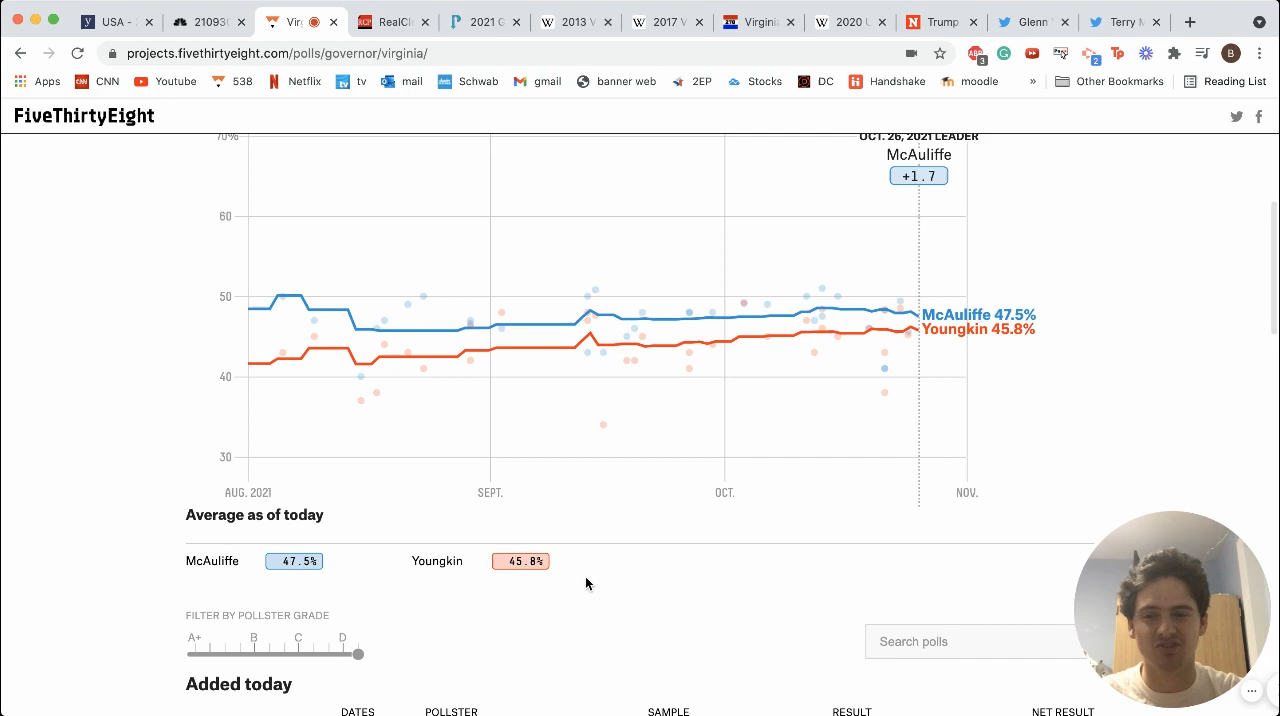 USA - 2
210930
Virg
RealCle
2021 G
2013 V
2017 V
Virginia
2020 U
Trump
Glenn
Terry M
projects.fivethirtyeight.com/polls/governor/virginia/
Apps CNN Youtube 538 Netflix tv mail Schwab gmail banner web 2EP Stocks DC Handshake moodle » Other Bookmarks Reading List
FiveThirtyEight
70%
OCT. 26, 2021 LEADER
McAuliffe
+1.7
60
50
McAuliffe 47.5%
Youngkin 45.8%
40
30
AUG. 2021 SEPT. OCT. NOV.
Average as of today
McAuliffe 47.5% Youngkin 45.8%
FILTER BY POLLSTER GRADE
A+ B C D
Search polls
Added today
DATES POLLSTER SAMPLE RESULT NET RESULT